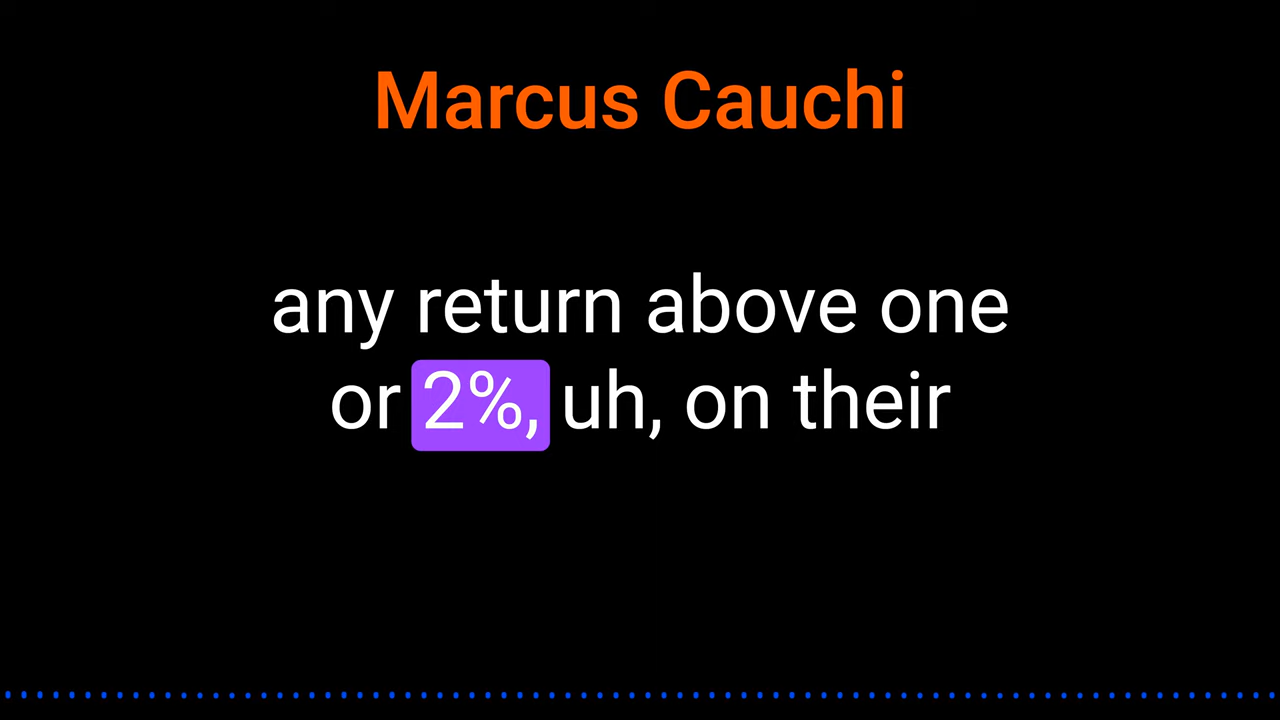 Marcus Cauchi
any return above one
or 2%, uh, on their